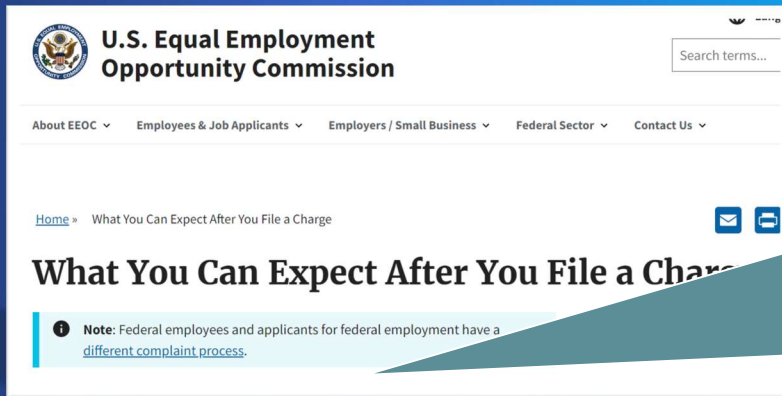 U.S. Equal Employment
Opportunity Commission
Search terms...
About EEOC Employees & Job Applicants Employers / Small Business Federal Sector Contact Us
Home » What You Can Expect After You File a Charge
What You Can Expect After You File a
Note: Federal employees and applicants for federal employment have a
different complaint process.